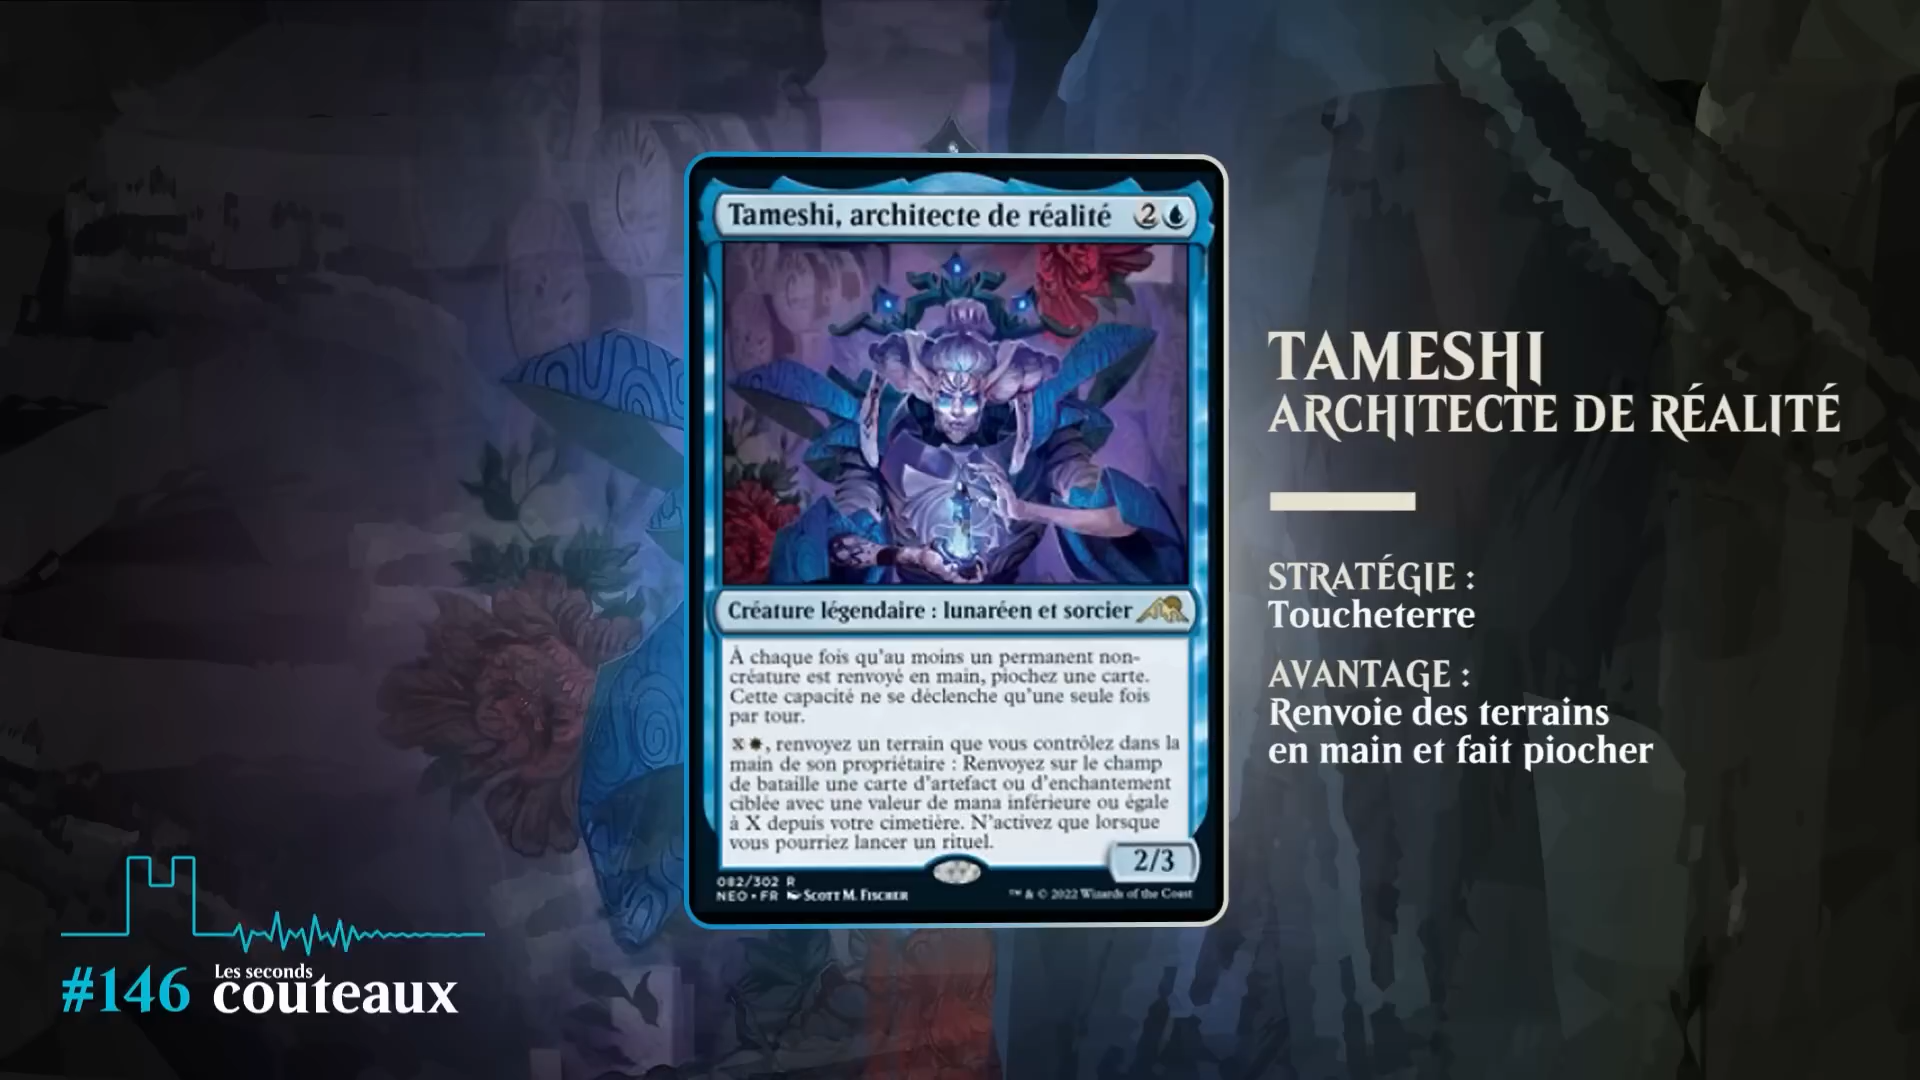 Tameshi, architecte de réalité 2
Créature légendaire : lunaréen et sorcier
À chaque fois qu'au moins un permanent non-
créature est renvoyé en main, piochez une carte.
Cette capacité ne se déclenche qu'une seule fois
par tour.
X, renvoyez un terrain que vous contrôlez dans la
main de son propriétaire : Renvoyez sur le champ
de bataille une carte d'artefact ou d'enchantement
ciblée avec une valeur de mana inférieure ou égale
à X depuis votre cimetière. N'activez que lorsque
vous pourriez lancer un rituel.
2/3
082/302 R
NEO • FR Scott M. Fischer
™ & © 2022 Wizards of the Coast
TAMESHI
ARCHITECTE DE RÉALITÉ
STRATÉGIE :
Toucheterre
AVANTAGE :
Renvoie des terrains
en main et fait piocher
#146 Les seconds
couteaux